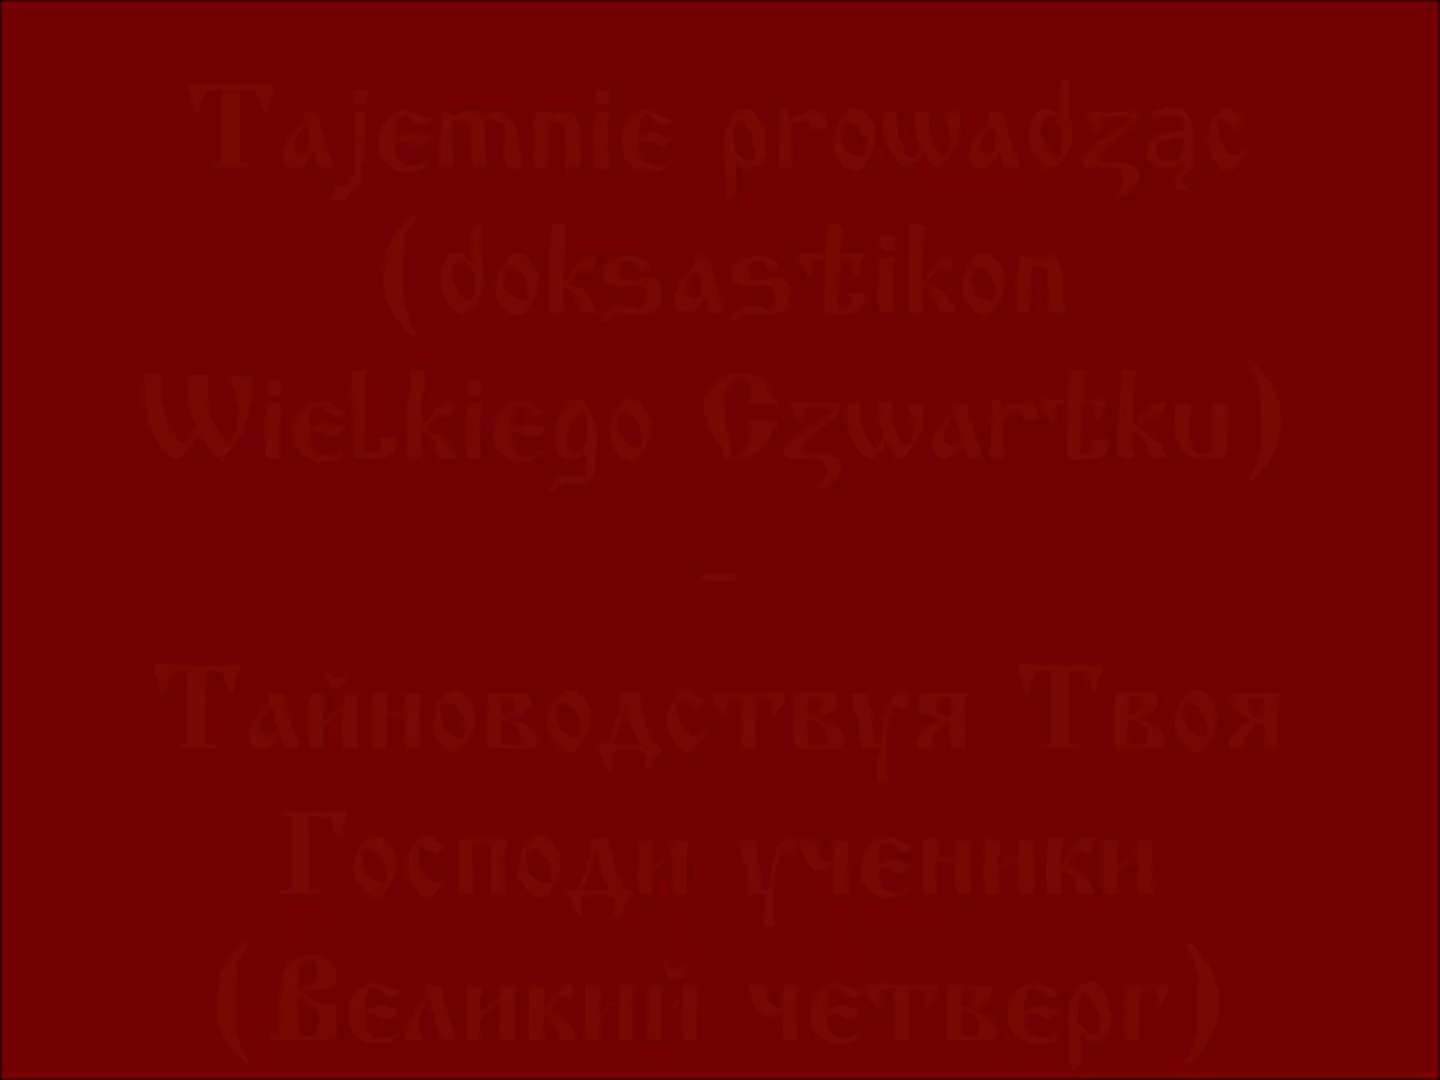 Tajemnie prowadząc
(doksastikon
Wielkiego Czwartku)
-
Тайноводствуя Твоя
Господи ученики
(Великий четверг)